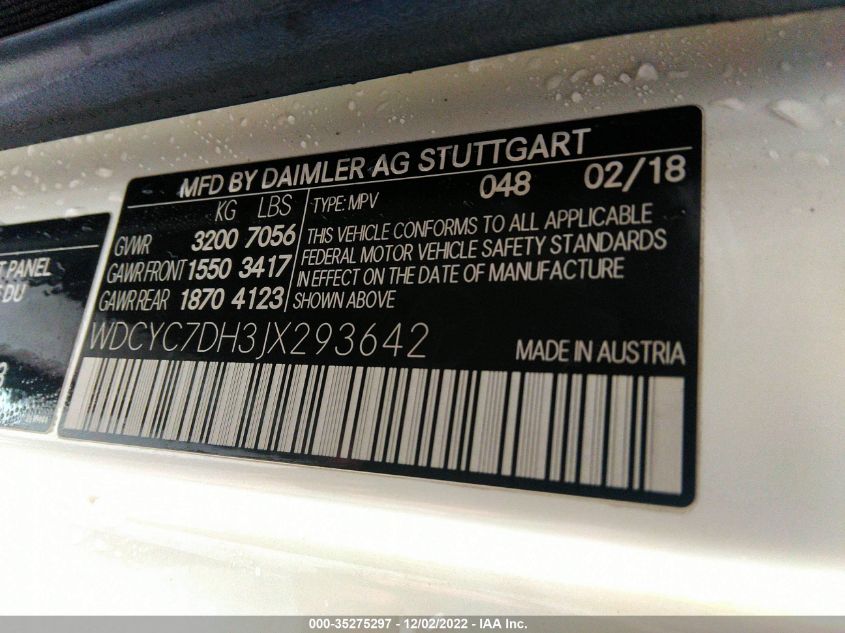 MFD BY DAIMLER AG STUTTGART
KG LBS
TYPE: MPV 048 02/18
GVWR 3200 7056
GAWR FRONT 1550 3417
GAWR REAR 1870 4123
THIS VEHICLE CONFORMS TO ALL APPLICABLE
FEDERAL MOTOR VEHICLE SAFETY STANDARDS
IN EFFECT ON THE DATE OF MANUFACTURE
SHOWN ABOVE
WDCYC7DH3JX293642
MADE IN AUSTRIA
PANEL
DU
000-35275297 - 12/02/2022 - IAA Inc.